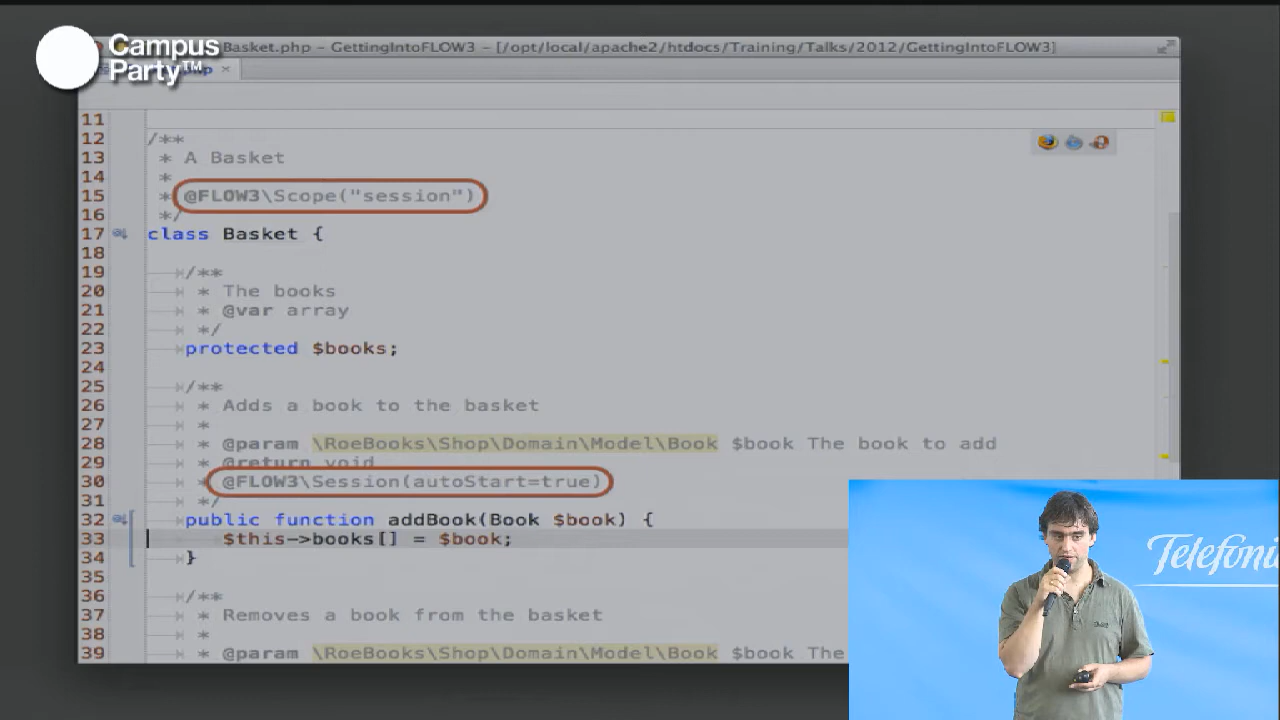 Campus
Party™
Basket.php – GettingIntoFLOW3 – [/opt/local/apache2/htdocs/Training/Talks/2012/GettingIntoFLOW3]
11
12 /**
13 * A Basket
14 *
15 * @FLOW3\Scope("session")
16 */
17 class Basket {
18
19 /**
20 * The books
21 * @var array
22 */
23 protected $books;
24
25 /**
26 * Adds a book to the basket
27 *
28 * @param \RoeBooks\Shop\Domain\Model\Book $book The book to add
29 * @return void
30 * @FLOW3\Session(autoStart=true)
31 */
32 public function addBook(Book $book) {
33 $this->books[] = $book;
34 }
35
36 /**
37 * Removes a book from the basket
38 *
39 * @param \RoeBooks\Shop\Domain\Model\Book $book The
Telefóni